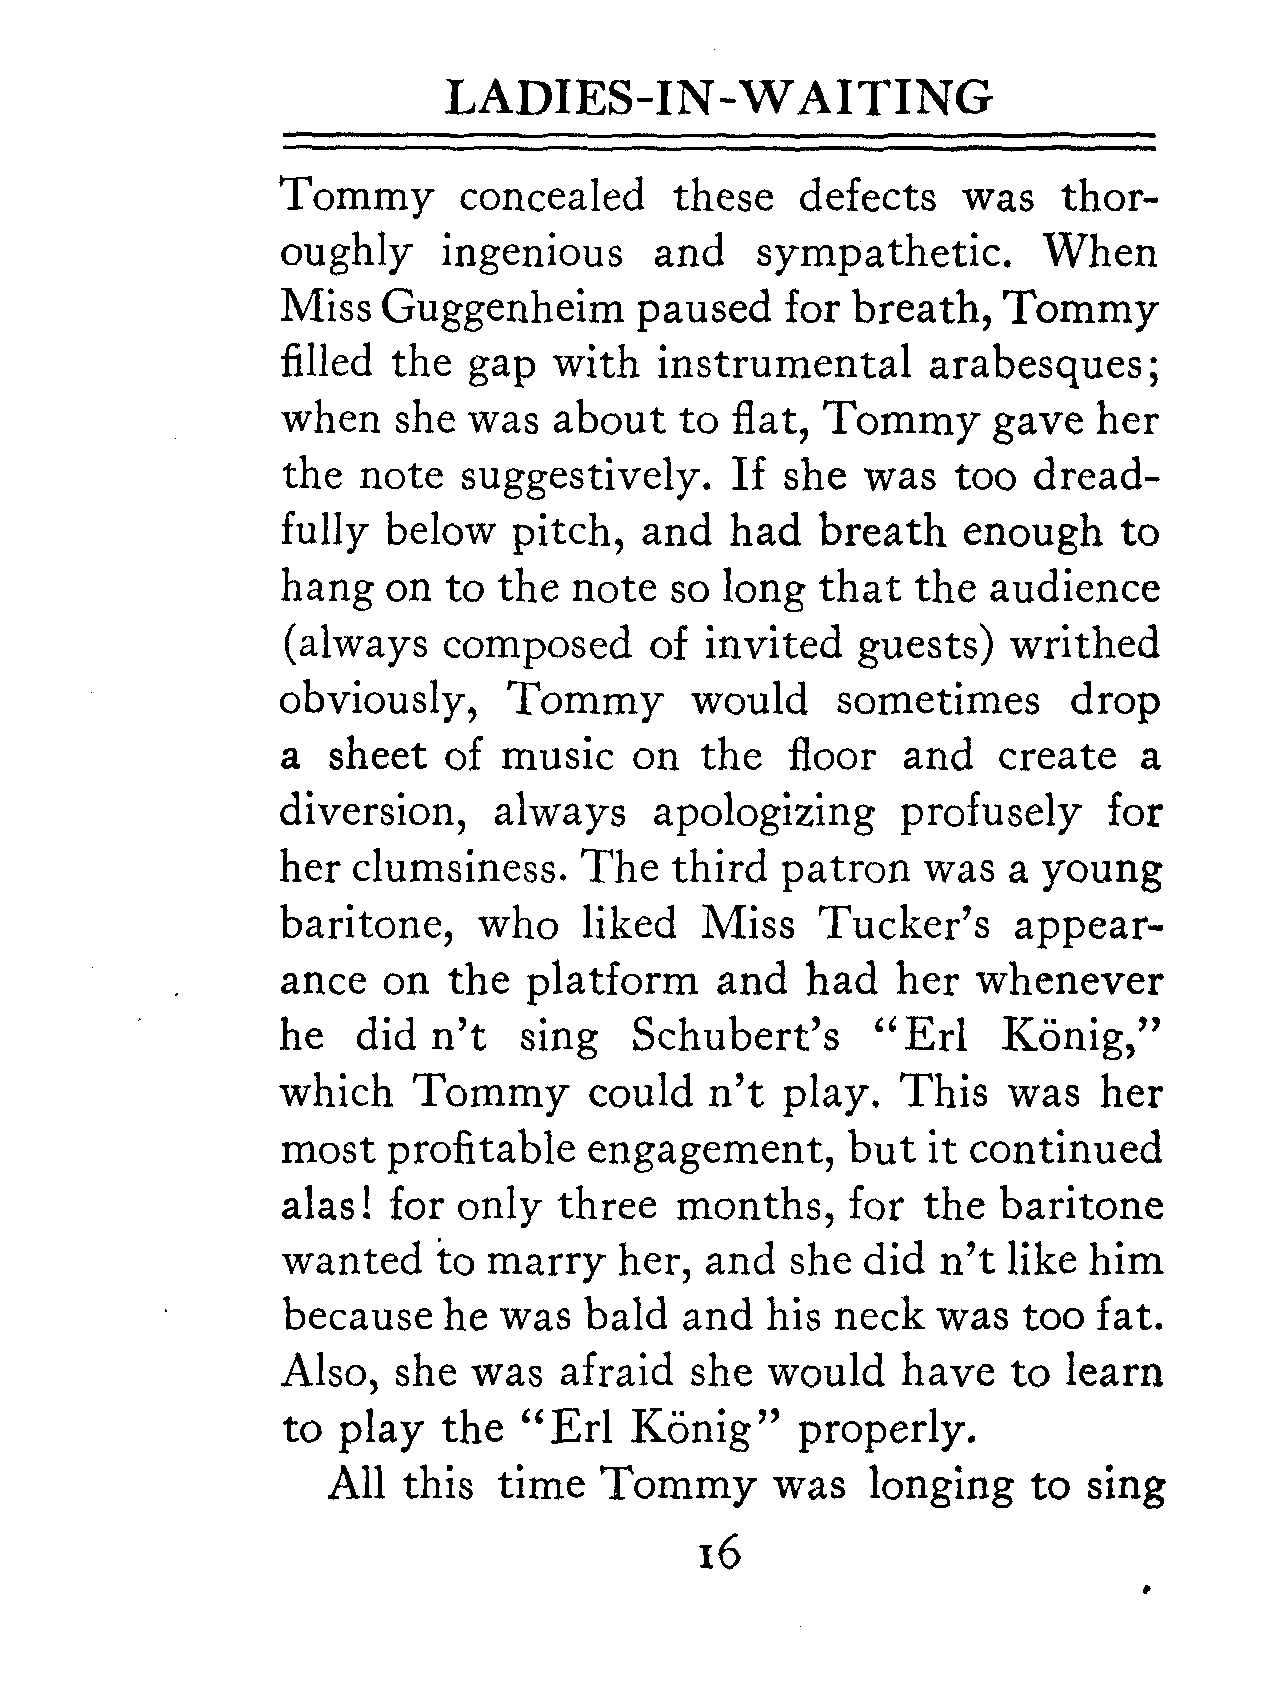 LADIES-IN-WAITING
Tommy concealed these defects was thor-
oughly ingenious and sympathetic. When
Miss Guggenheim paused for breath, Tommy
filled the gap with instrumental arabesques;
when she was about to flat, Tommy gave her
the note suggestively. If she was too dread-
fully below pitch, and had breath enough to
hang on to the note so long that the audience
(always composed of invited guests) writhed
obviously, Tommy would sometimes drop
a sheet of music on the floor and create a
diversion, always apologizing profusely for
her clumsiness. The third patron was a young
baritone, who liked Miss Tucker's appear-
ance on the platform and had her whenever
he did n't sing Schubert's "Erl König,"
which Tommy could n't play. This was her
most profitable engagement, but it continued
alas! for only three months, for the baritone
wanted to marry her, and she did n't like him
because he was bald and his neck was too fat.
Also, she was afraid she would have to learn
to play the "Erl König" properly.
All this time Tommy was longing to sing
16